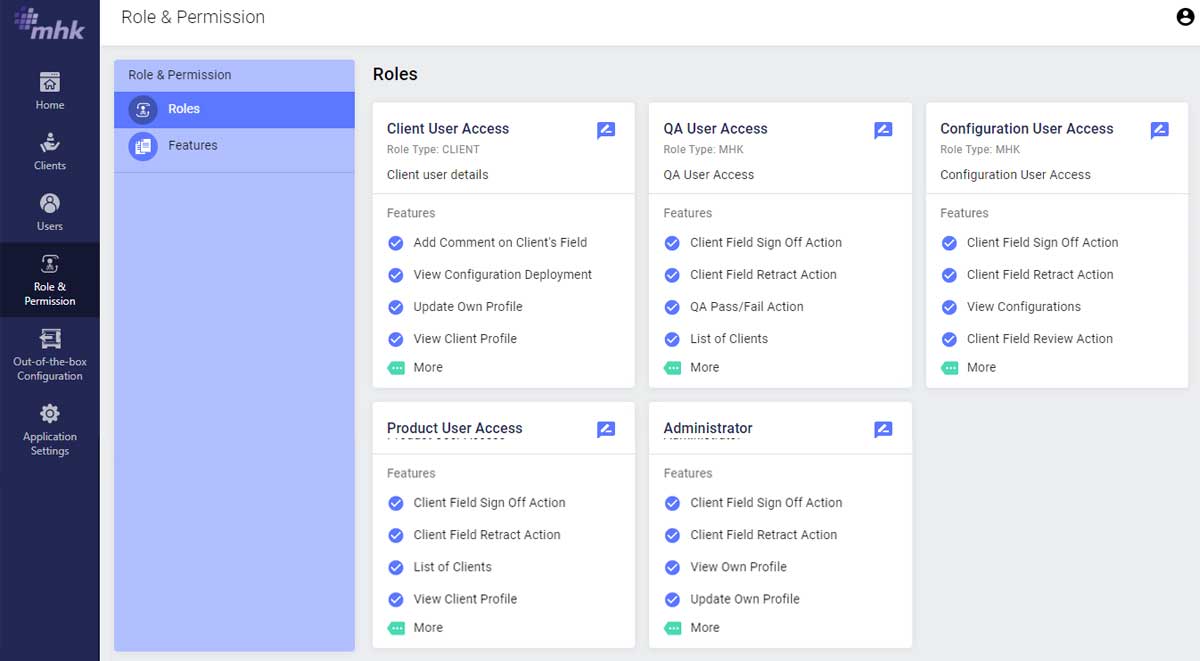 mhk
Role & Permission
Home
Clients
Users
Role &
Permission
Out-of-the-box
Configuration
Application
Settings
Role & Permission
Roles
Features
Roles
Client User Access
Role Type: CLIENT
Client user details
Features
Add Comment on Client's Field
View Configuration Deployment
Update Own Profile
View Client Profile
More
QA User Access
Role Type: MHK
QA User Access
Features
Client Field Sign Off Action
Client Field Retract Action
QA Pass/Fail Action
List of Clients
More
Configuration User Access
Role Type: MHK
Configuration User Access
Features
Client Field Sign Off Action
Client Field Retract Action
View Configurations
Client Field Review Action
More
Product User Access
Features
Client Field Sign Off Action
Client Field Retract Action
List of Clients
View Client Profile
More
Administrator
Features
Client Field Sign Off Action
Client Field Retract Action
View Own Profile
Update Own Profile
More